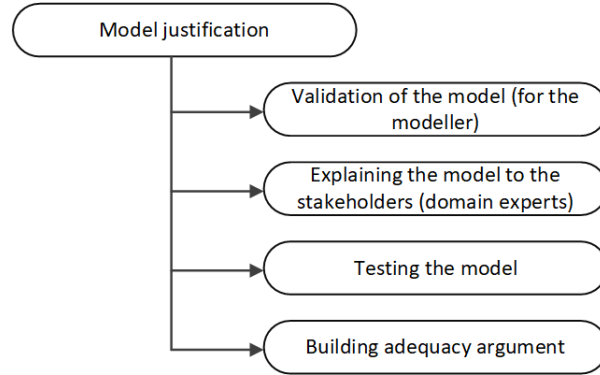 Model justification
Validation of the model (for the
modeller)
Explaining the model to the
stakeholders (domain experts)
Testing the model
Building adequacy argument